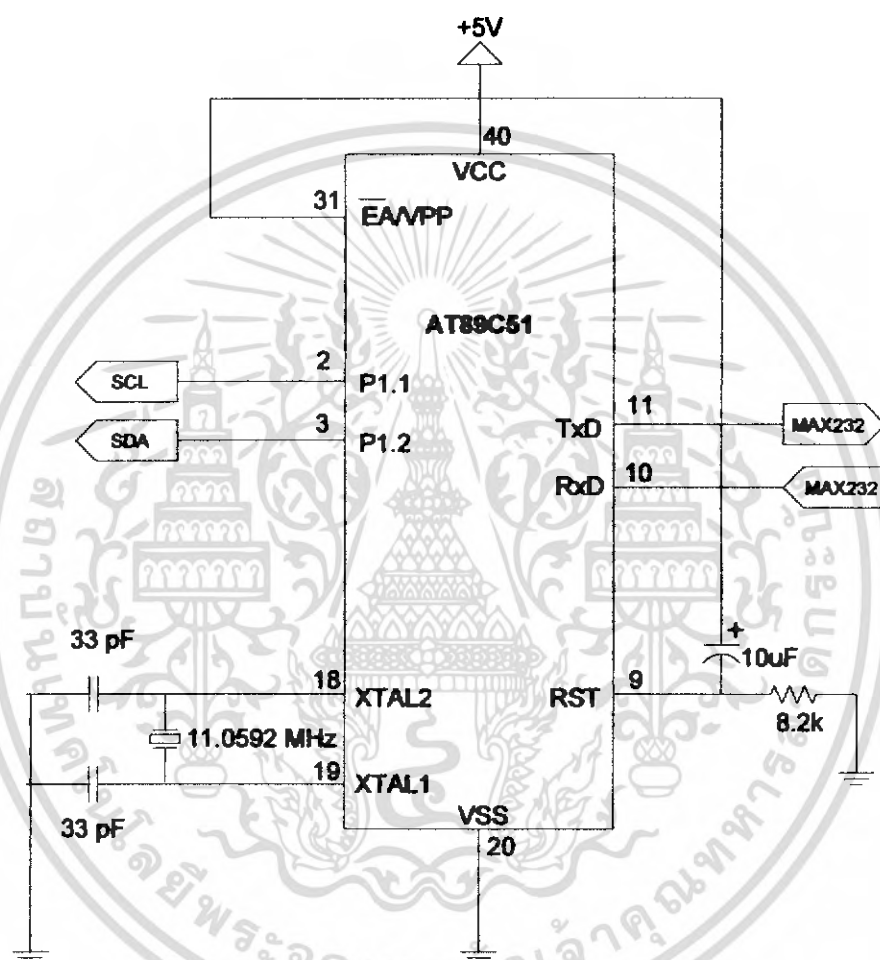 +5V
40
VCC
31
EA/VPP
AT89C51
2
SCL
P1.1
3
SDA
P1.2
11
TxD
MAX232
10
RxD
MAX232
33 pF
+
10uF
18
XTAL2
9
RST
8.2k
11.0592 MHz
19
XTAL1
33 pF
VSS
20